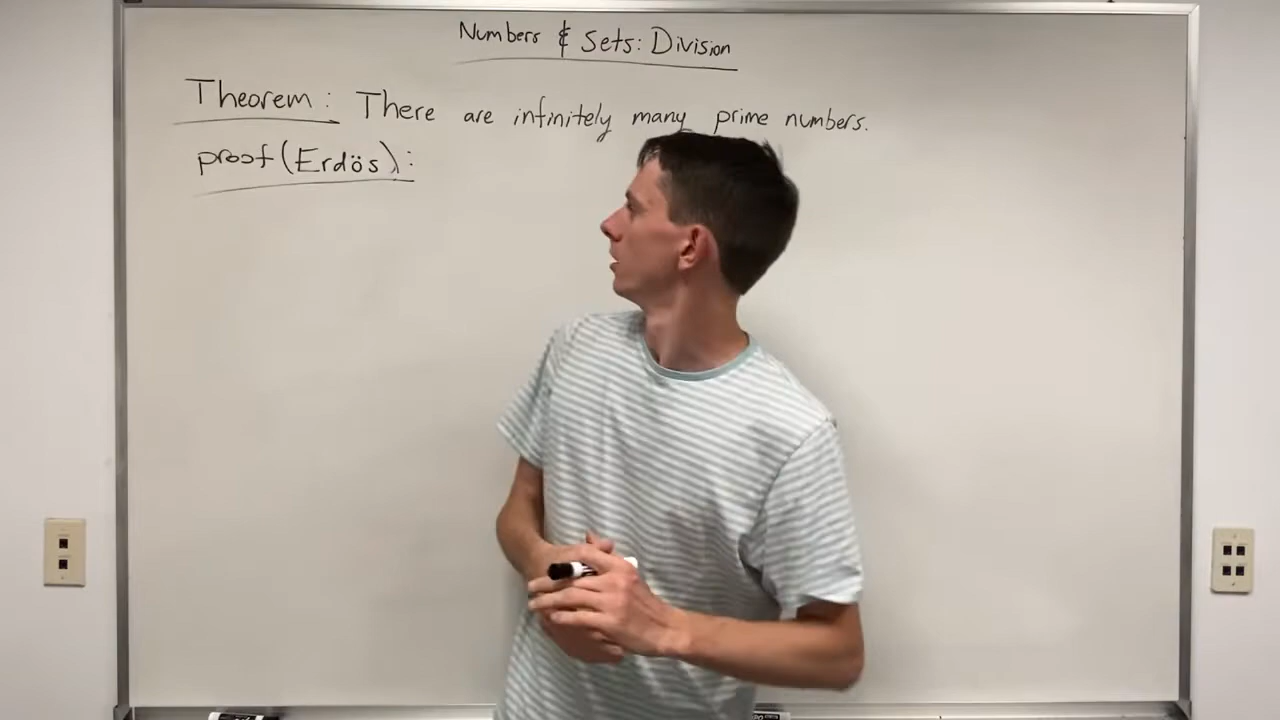 Numbers & Sets: Division
Theorem: There are infinitely many prime numbers.
proof (Erdös):